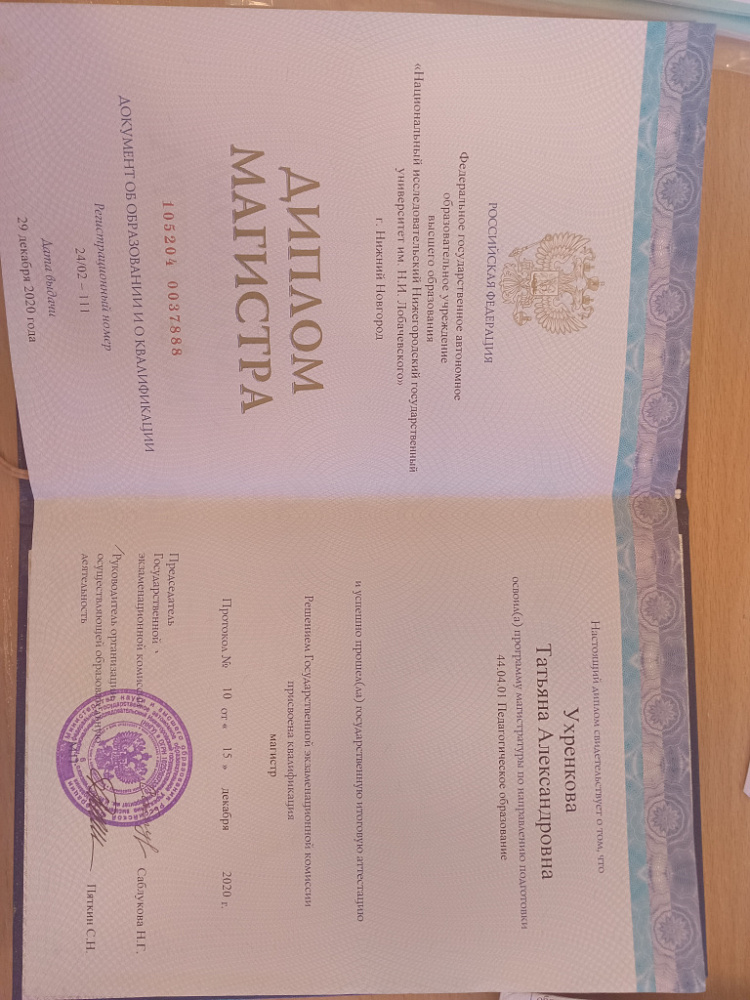 РОССИЙСКАЯ ФЕДЕРАЦИЯ
Федеральное государственное автономное
образовательное учреждение
высшего образования
«Национальный исследовательский Нижегородский государственный
университет им. Н.И. Лобачевского»
г. Нижний Новгород
ДИПЛОМ
МАГИСТРА
105204 0037888
ДОКУМЕНТ ОБ ОБРАЗОВАНИИ И О КВАЛИФИКАЦИИ
Регистрационный номер
24/02 – 111
Дата выдачи
29 декабря 2020 года
Настоящий диплом свидетельствует о том, что
Ухренкова
Татьяна Александровна
освоил(а) программу магистратуры по направлению подготовки
44.04.01 Педагогическое образование
и успешно прошел(ла) государственную итоговую аттестацию
Решением Государственной экзаменационной комиссии
присвоена квалификация
магистр
Протокол № 10 от « 15 » декабря 2020 г.
Председатель
Государственной
экзаменационной комиссии Саблукова Н.Г.
Руководитель организации,
осуществляющей образовательную
деятельность Пяткин С.Н.